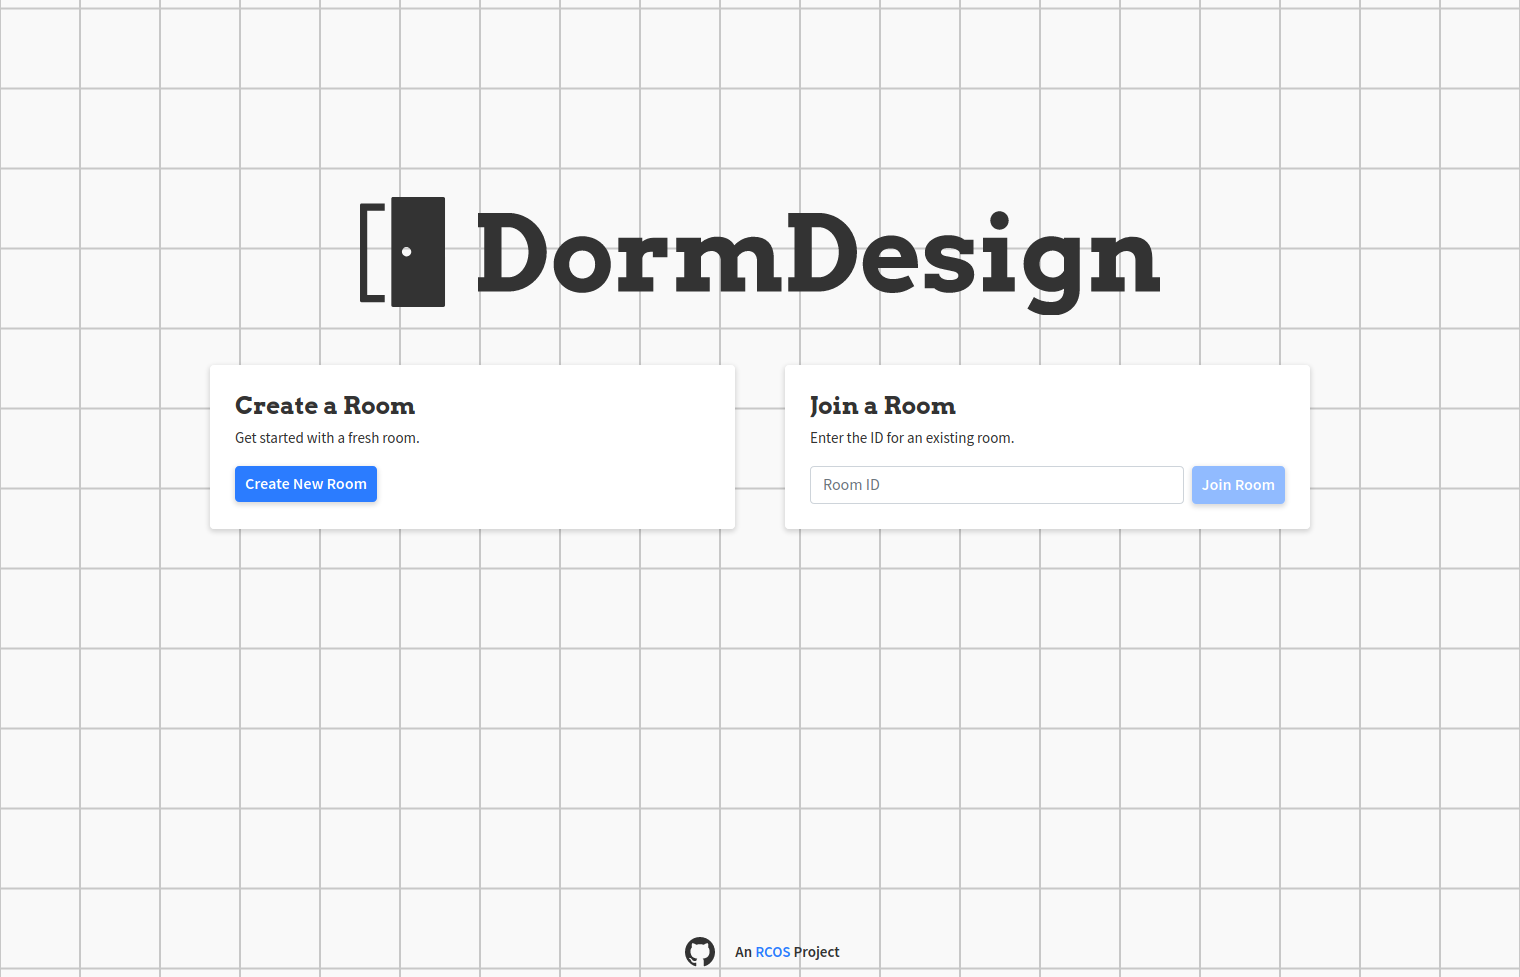 DormDesign
Create a Room
Get started with a fresh room.
Create New Room
Join a Room
Enter the ID for an existing room.
Room ID
Join Room
An RCOS Project